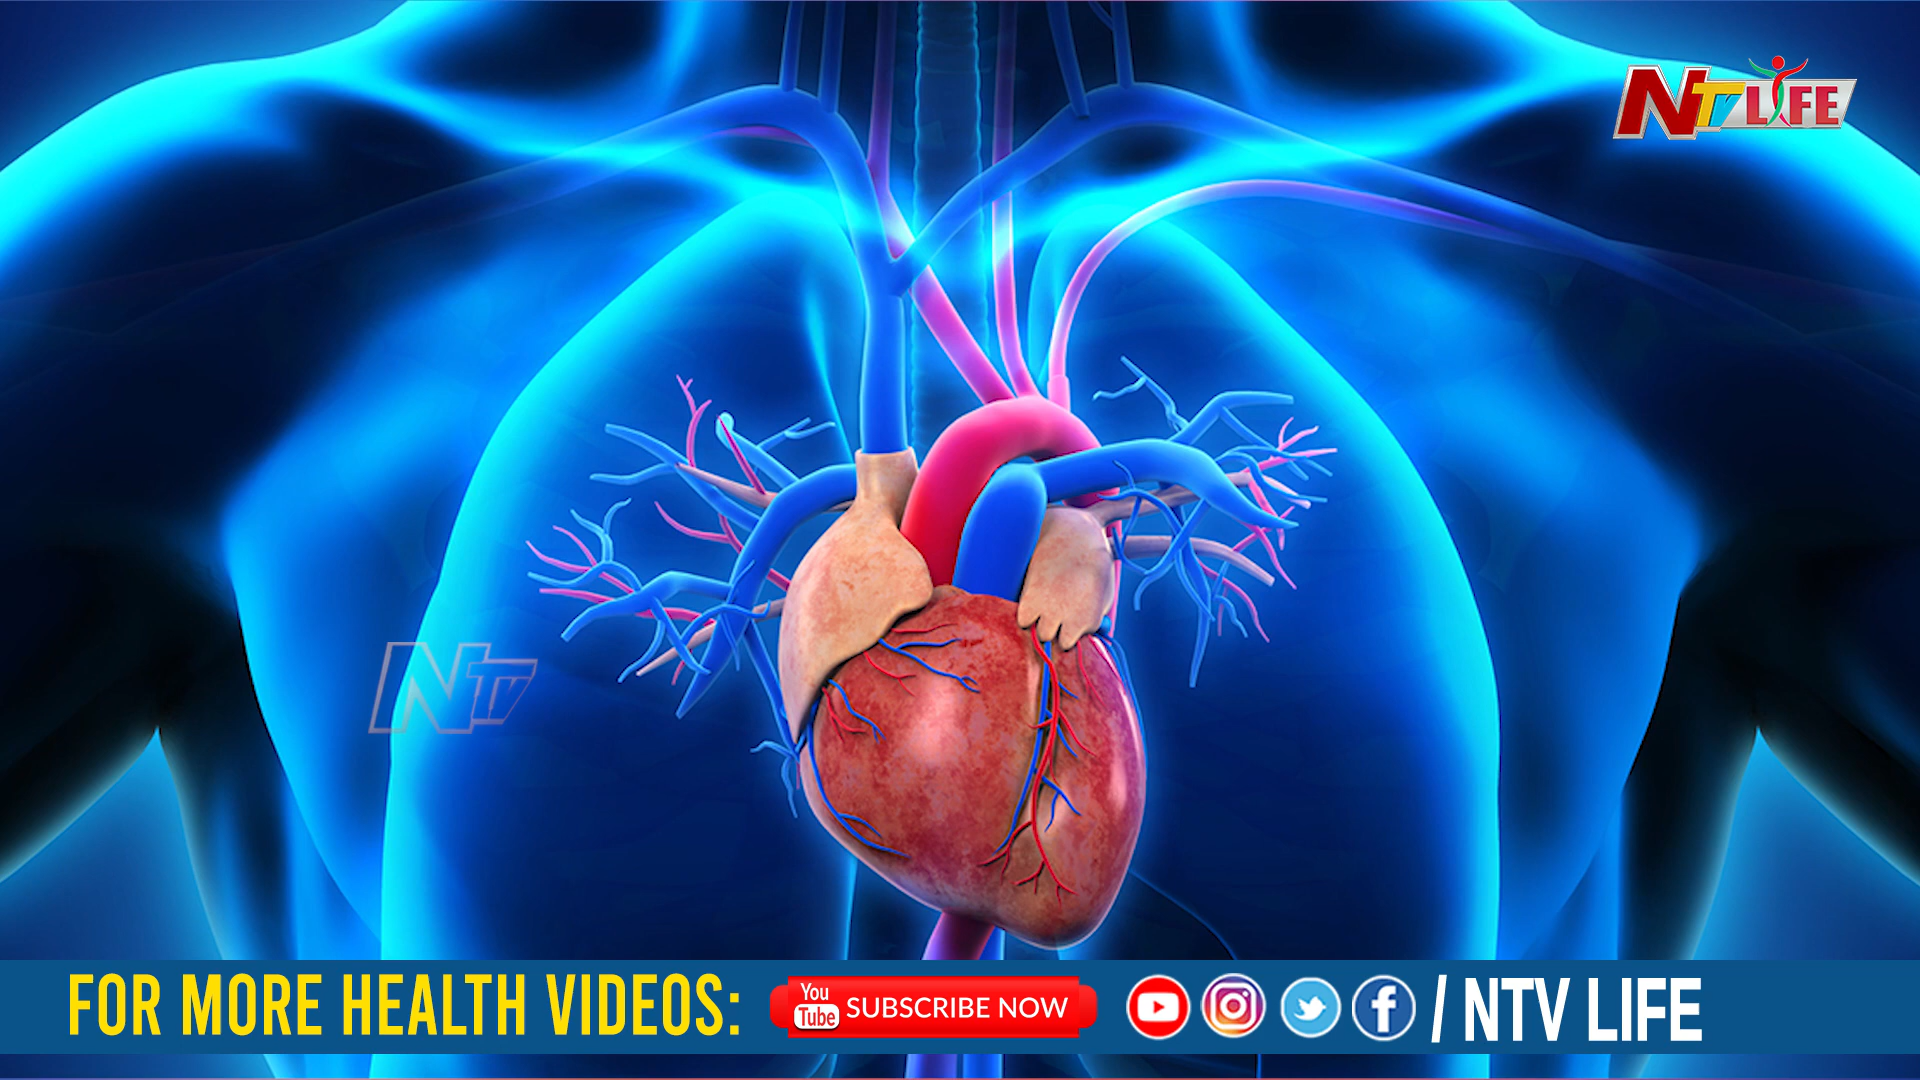 NTV LIFE
NTV
FOR MORE HEALTH VIDEOS:
You
Tube
SUBSCRIBE NOW
/ NTV LIFE